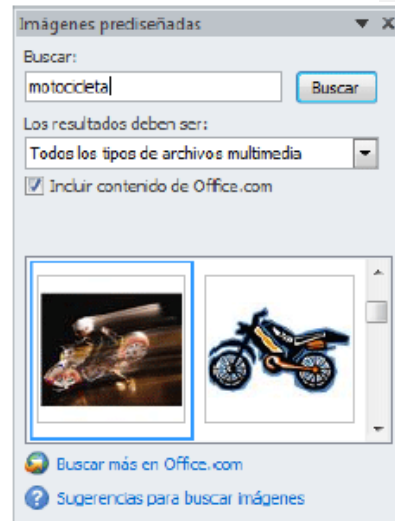 Imágenes prediseñadas
Buscar:
motocicleta
Buscar
Los resultados deben ser:
Todos los tipos de archivos multimedia
Incluir contenido de Office.com
Buscar más en Office.com
Sugerencias para buscar imágenes